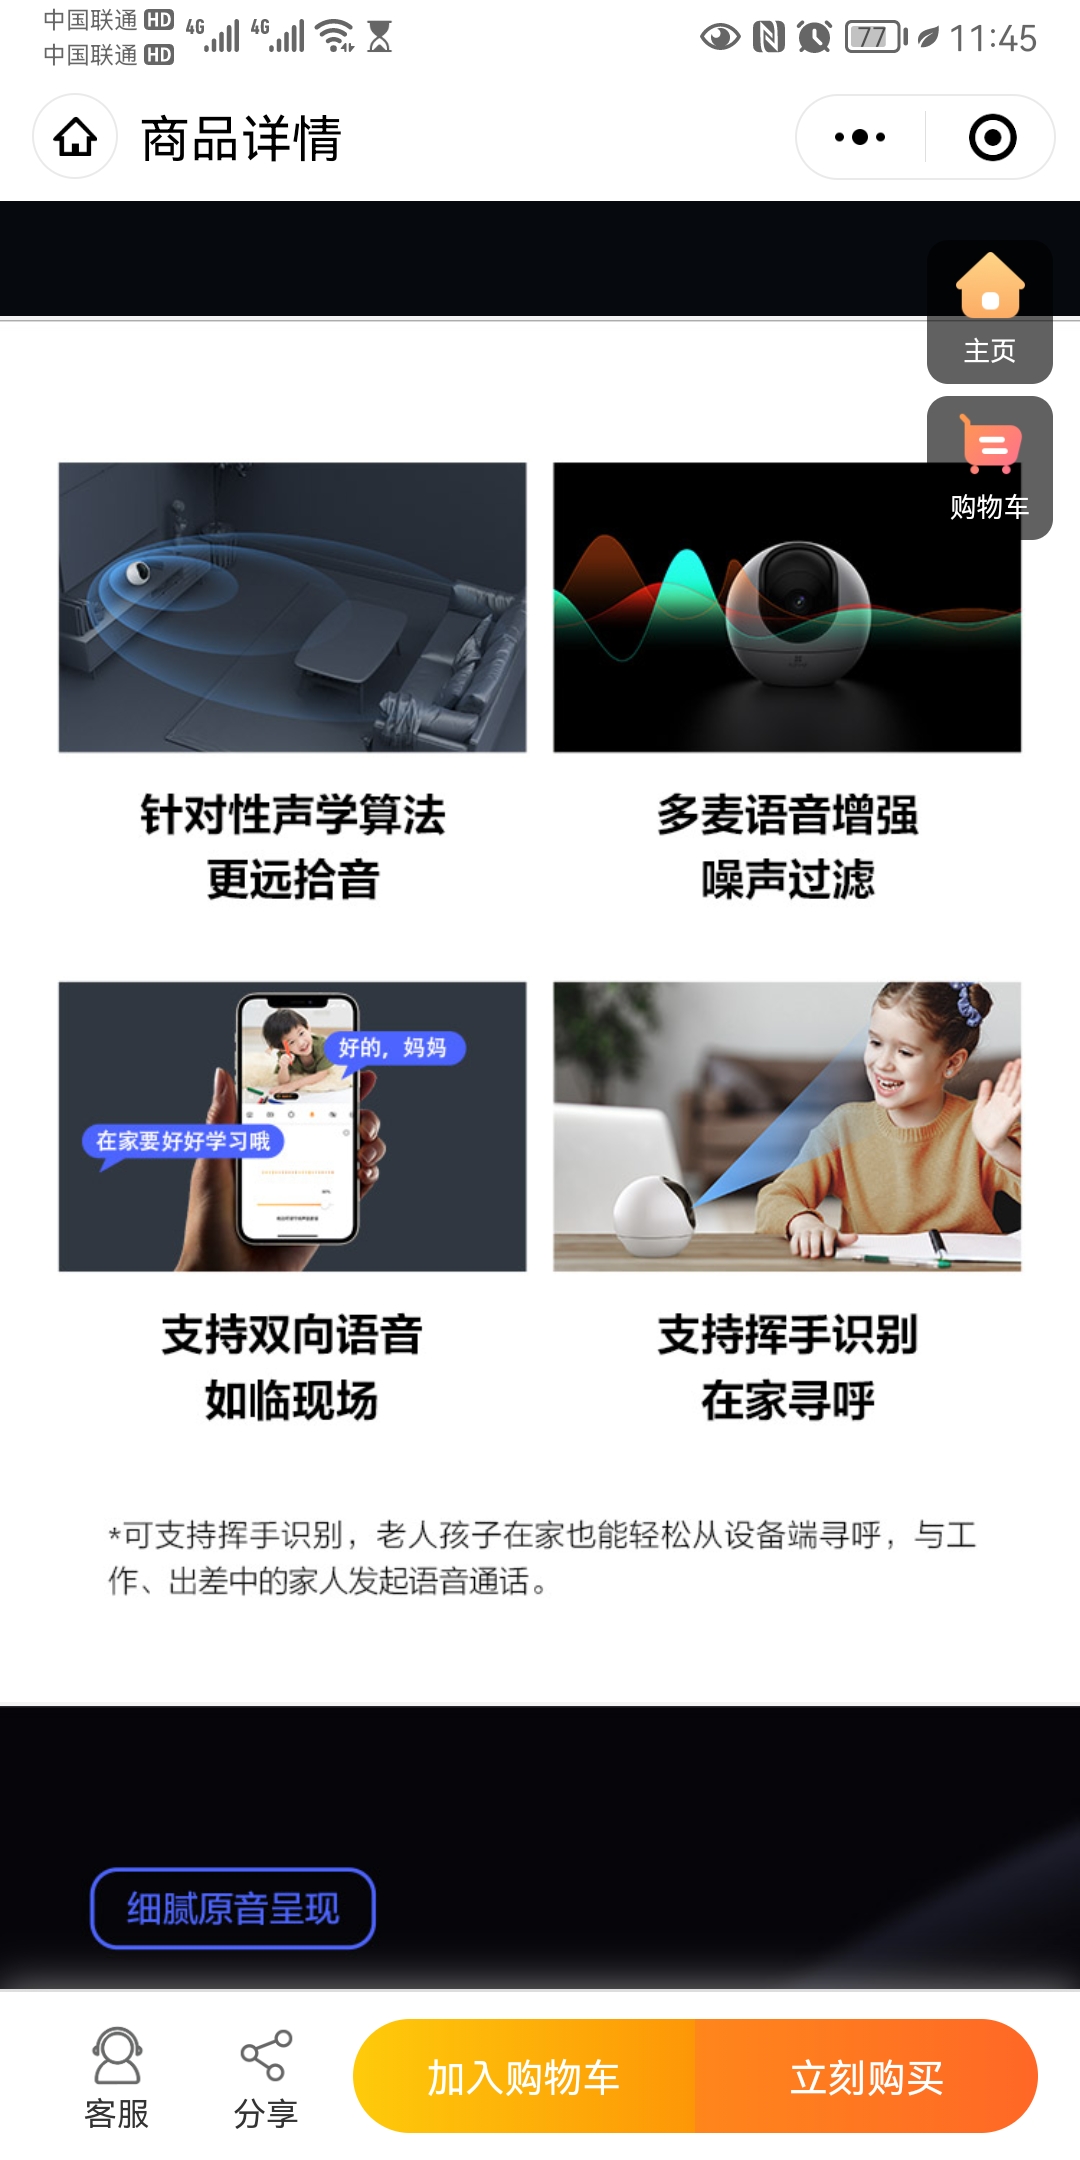 中国联通 HD
中国联通 HD
4G 4G
77 11:45
商品详情
主页
购物车
针对性声学算法
更远拾音
多麦语音增强
噪声过滤
好的，妈妈
在家要好好学习哦
支持双向语音
如临现场
支持挥手识别
在家寻呼
*可支持挥手识别，老人孩子在家也能轻松从设备端寻呼，与工
作、出差中的家人发起语音通话。
细腻原音呈现
客服
分享
加入购物车
立刻购买